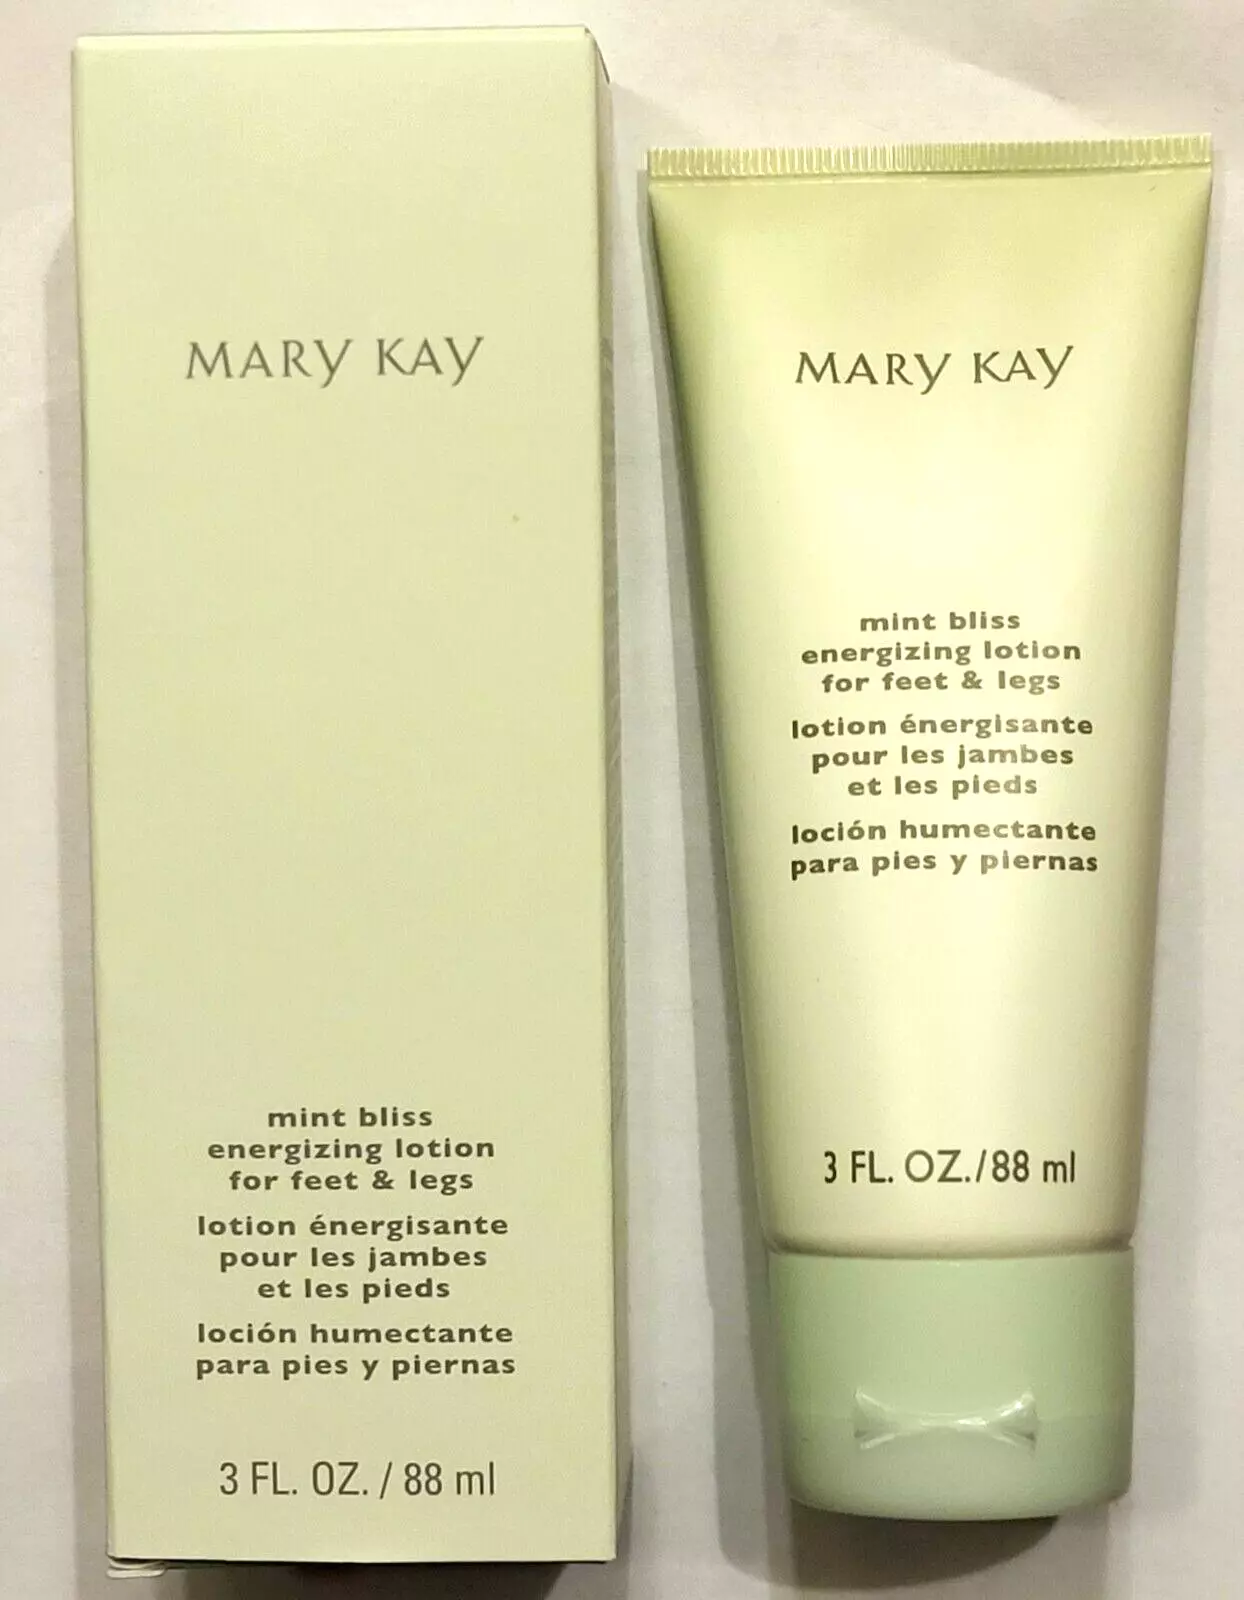 MARY KAY
mint bliss
energizing lotion
for feet & legs
lotion énergisante
pour les jambes
et les pieds
loción humectante
para pies y piernas
3 FL. OZ. / 88 ml
MARY KAY
mint bliss
energizing lotion
for feet & legs
lotion énergisante
pour les jambes
et les pieds
loción humectante
para pies y piernas
3 FL. OZ./88 ml